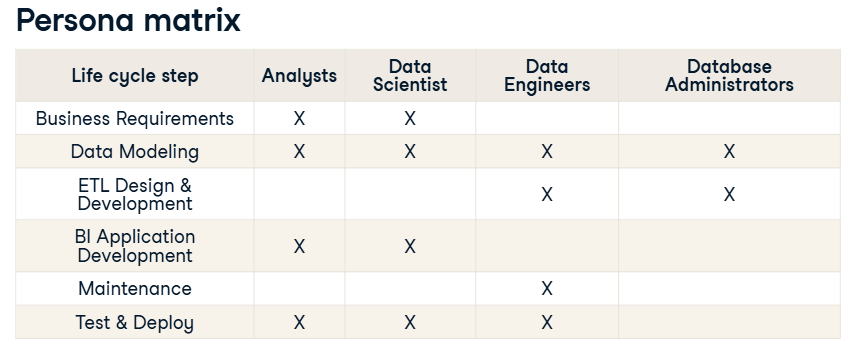 Persona matrix
Life cycle step Analysts Data Scientist Data Engineers Database Administrators
Business Requirements X X
Data Modeling X X X X
ETL Design & Development X X
BI Application Development X X
Maintenance X
Test & Deploy X X X